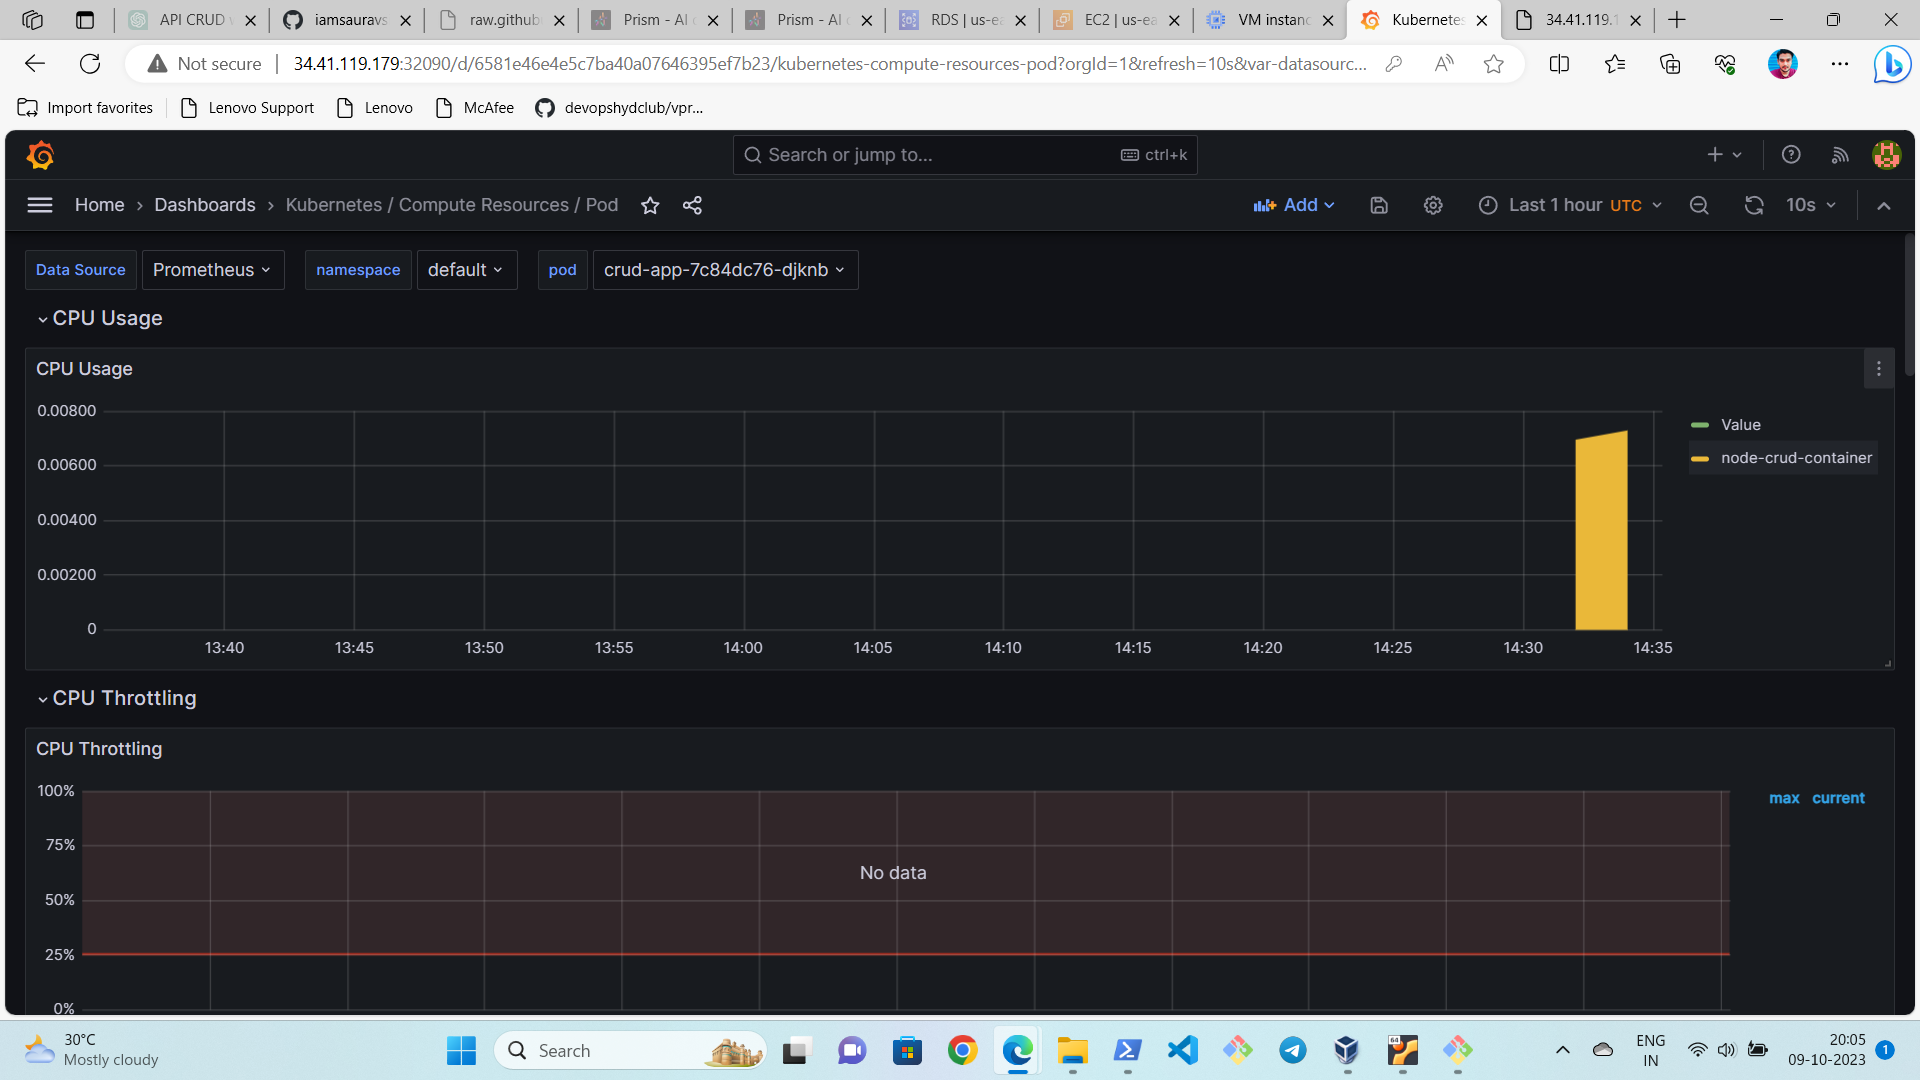 API CRUD
iamsauravs
raw.github
Prism - AI
Prism - AI
RDS | us-ea
EC2 | us-ea
VM instanc
Kubernetes
34.41.119.1
Not secure
34.41.119.179:32090/d/6581e46e4e5c7ba40a07646395ef7b23/kubernetes-compute-resources-pod?orgId=1&refresh=10s&var-datasourc...
Import favorites
Lenovo Support
Lenovo
McAfee
devopshydclub/vpr...
Search or jump to...
ctrl+k
Home › Dashboards › Kubernetes / Compute Resources / Pod
Add
Last 1 hour UTC
10s
Data Source
Prometheus
namespace
default
pod
crud-app-7c84dc76-djknb
CPU Usage
CPU Usage
0.00800
0.00600
0.00400
0.00200
0
13:40
13:45
13:50
13:55
14:00
14:05
14:10
14:15
14:20
14:25
14:30
14:35
Value
node-crud-container
CPU Throttling
CPU Throttling
100%
75%
50%
25%
0%
No data
max current
30°C
Mostly cloudy
Search
64
ENG
IN
20:05
09-10-2023
1